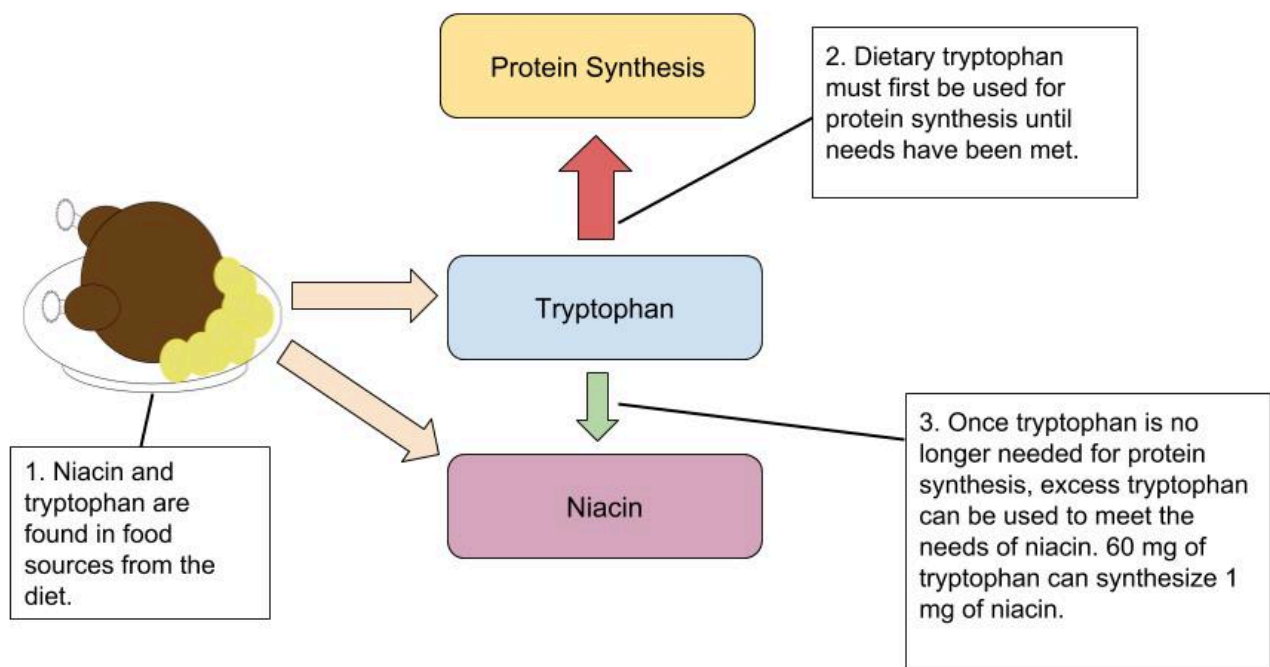 Protein Synthesis
2. Dietary tryptophan
must first be used for
protein synthesis until
needs have been met.
Tryptophan
1. Niacin and
tryptophan are
found in food
sources from the
diet.
Niacin
3. Once tryptophan is no
longer needed for protein
synthesis, excess tryptophan
can be used to meet the
needs of niacin. 60 mg of
tryptophan can synthesize 1
mg of niacin.